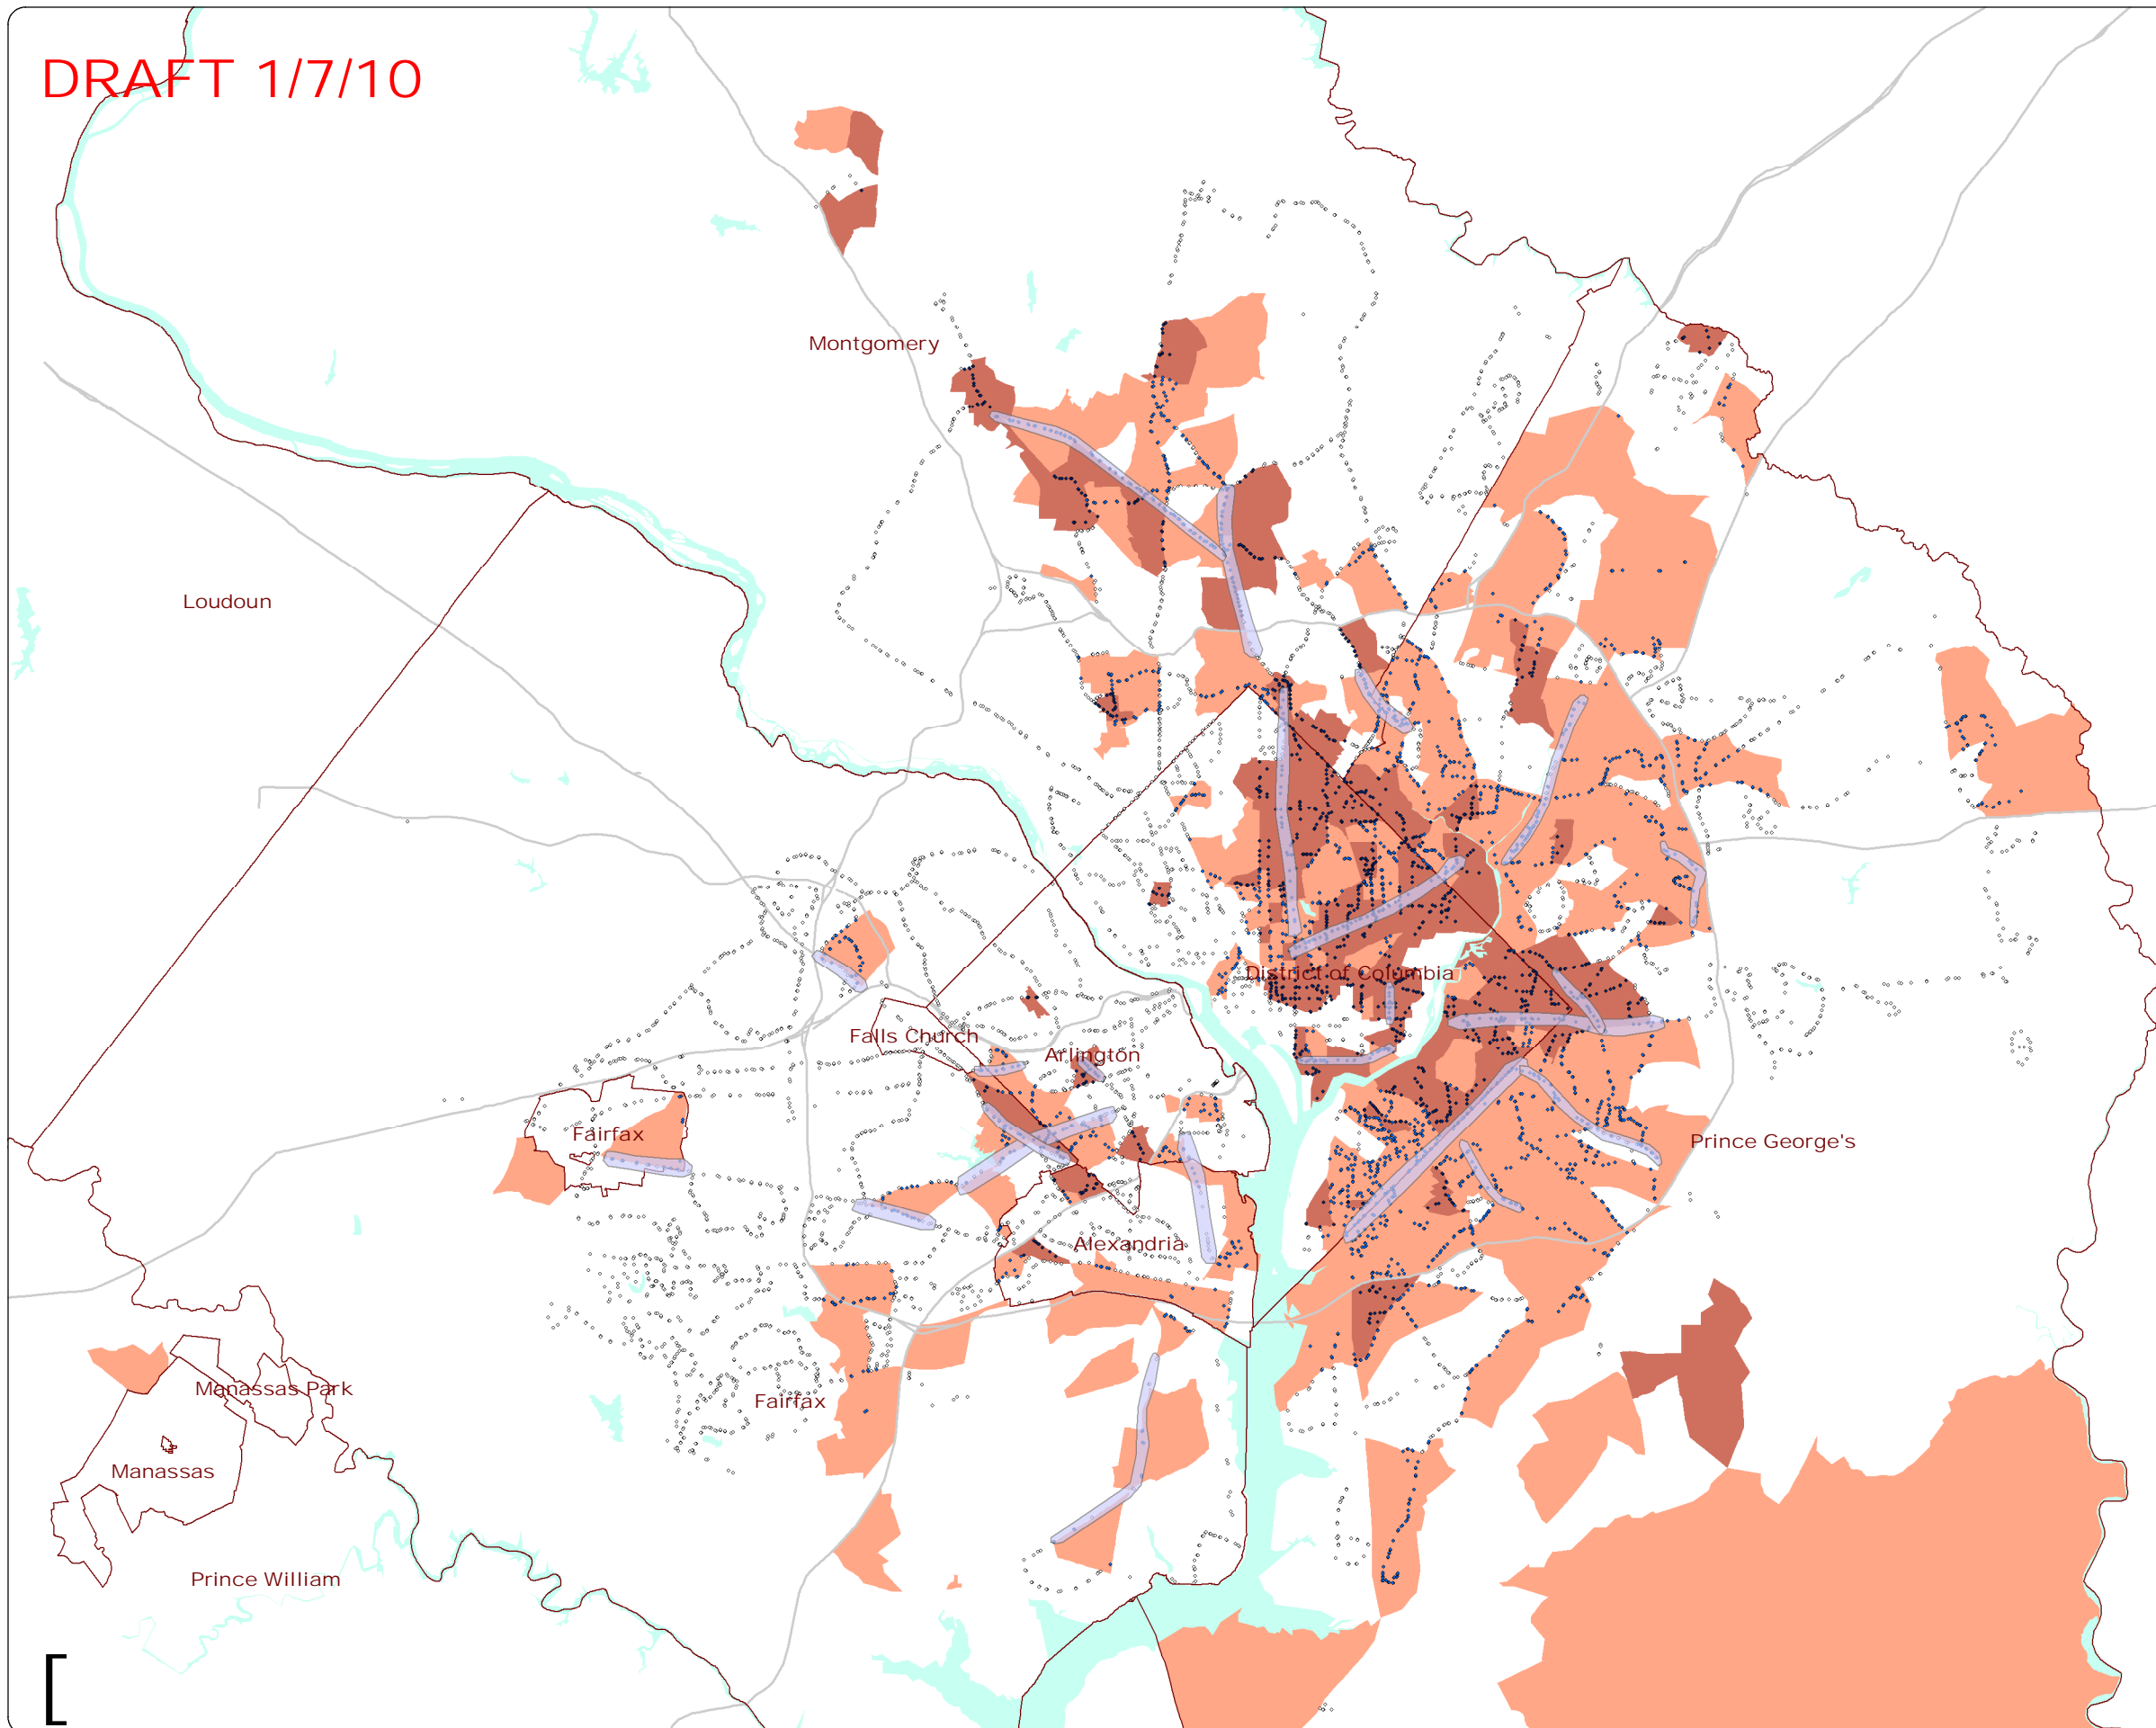 DRAFT 1/7/10
Montgomery
Loudoun
District of Columbia
Falls Church
Arlington
Fairfax
Prince George's
Alexandria
Manassas Park
Fairfax
Manassas
Prince William
[